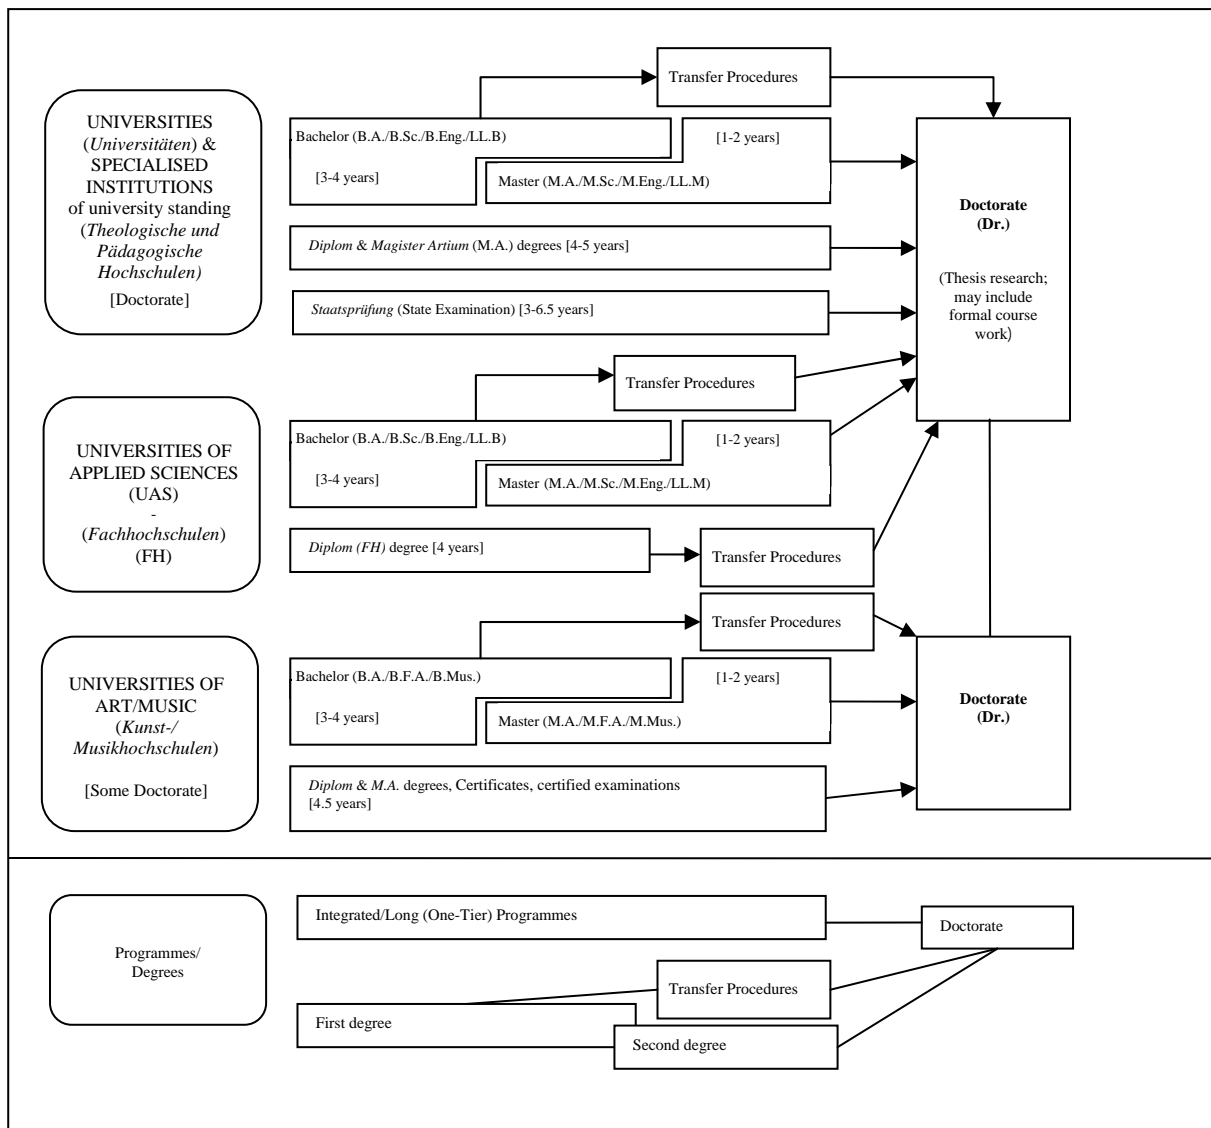 Transfer Procedures
UNIVERSITIES
(Universitäten) &
SPECIALISED
INSTITUTIONS
of university standing
(Theologische und
Pädagogische
Hochschulen)
[Doctorate]
Bachelor (B.A./B.Sc./B.Eng./LL.B)
[3-4 years]
[1-2 years]
Master (M.A./M.Sc./M.Eng./LL.M)
Diplom & Magister Artium (M.A.) degrees [4-5 years]
Staatsprüfung (State Examination) [3-6.5 years]
Doctorate
(Dr.)
(Thesis research;
may include
formal course
work)
Transfer Procedures
UNIVERSITIES OF
APPLIED SCIENCES
(UAS)
-
(Fachhochschulen)
(FH)
Bachelor (B.A./B.Sc./B.Eng./LL.B)
[3-4 years]
[1-2 years]
Master (M.A./M.Sc./M.Eng./LL.M)
Diplom (FH) degree [4 years]
Transfer Procedures
Transfer Procedures
UNIVERSITIES OF
ART/MUSIC
(Kunst-/
Musikhochschulen)
[Some Doctorate]
Bachelor (B.A./B.F.A./B.Mus.)
[3-4 years]
[1-2 years]
Master (M.A./M.F.A./M.Mus.)
Diplom & M.A. degrees, Certificates, certified examinations
[4.5 years]
Doctorate
(Dr.)
Programmes/
Degrees
Integrated/Long (One-Tier) Programmes
Doctorate
Transfer Procedures
First degree
Second degree